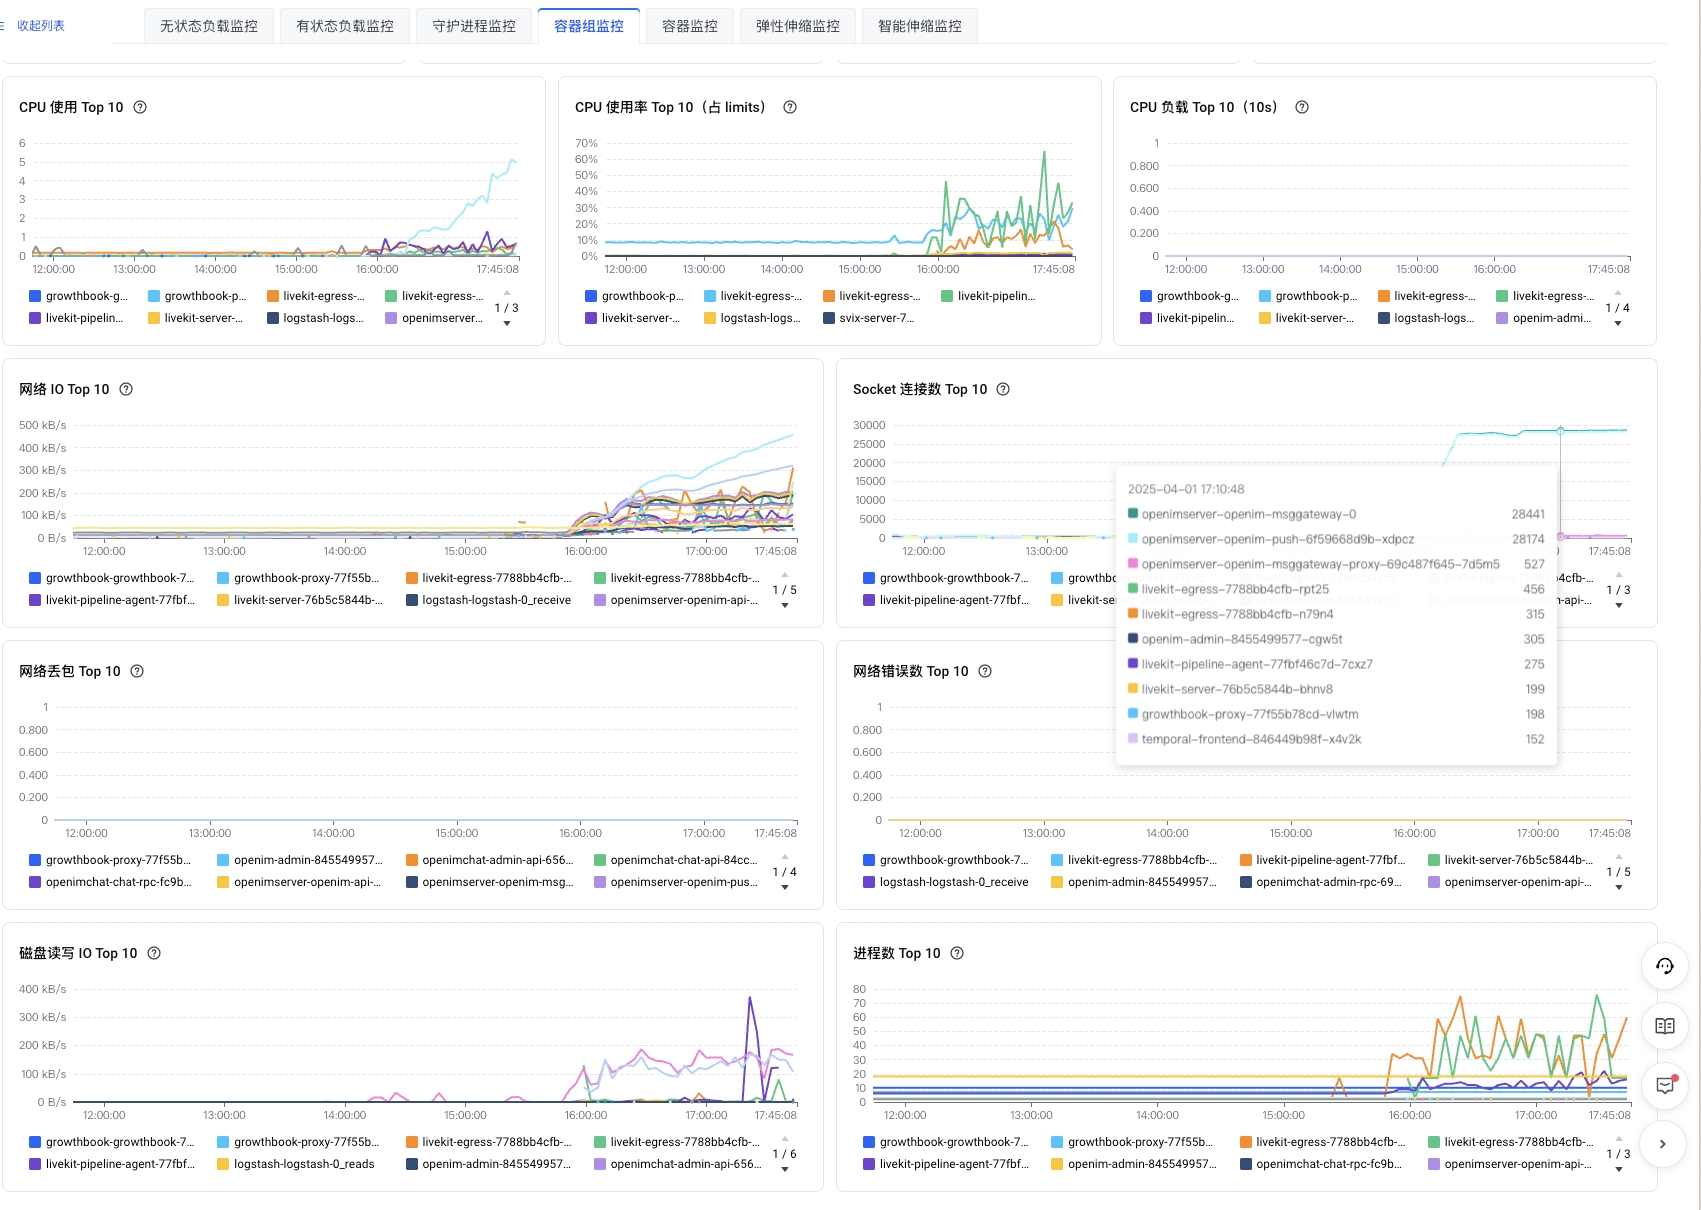 收起列表
无状态负载监控
有状态负载监控
守护进程监控
容器组监控
容器监控
弹性伸缩监控
智能伸缩监控
CPU 使用 Top 10
6
5
4
3
2
1
0
12:00:00 13:00:00 14:00:00 15:00:00 16:00:00 17:45:08
growthbook-g... growthbook-p... livekit-egress-... livekit-egress-...
livekit-pipelin... livekit-server-... logstash-logs... openimserver...
1 / 3
CPU 使用率 Top 10（占 limits）
70%
60%
50%
40%
30%
20%
10%
0%
12:00:00 13:00:00 14:00:00 15:00:00 16:00:00 17:45:08
growthbook-p... livekit-egress-... livekit-egress-... livekit-pipelin...
livekit-server-... logstash-logs... svix-server-7...
CPU 负载 Top 10（10s）
1
0.800
0.600
0.400
0.200
0
12:00:00 13:00:00 14:00:00 15:00:00 16:00:00 17:45:08
growthbook-g... growthbook-p... livekit-egress-... livekit-egress-...
livekit-pipelin... livekit-server-... logstash-logs... openim-admi...
1 / 4
网络 IO Top 10
500 kB/s
400 kB/s
300 kB/s
200 kB/s
100 kB/s
0 B/s
12:00:00 13:00:00 14:00:00 15:00:00 16:00:00 17:00:00 17:45:08
growthbook-growthbook-7... growthbook-proxy-77f55b... livekit-egress-7788bb4cfb-... livekit-egress-7788bb4cfb-...
livekit-pipeline-agent-77fbf... livekit-server-76b5c5844b-... logstash-logstash-0_receive openimserver-openim-api-...
1 / 5
Socket 连接数 Top 10
30000
25000
20000
15000
10000
5000
0
12:00:00 13:00:00 17:45:08
growthbook-growthbook-7... growthbc
livekit-pipeline-agent-77fbf... livekit-se
1 / 3
2025-04-01 17:10:48
openimserver-openim-msggateway-0 28441
openimserver-openim-push-6f59668d9b-xdpcz 28174
openimserver-openim-msggateway-proxy-69c487f645-7d5m5 527
livekit-egress-7788bb4cfb-rpt25 456
livekit-egress-7788bb4cfb-n79n4 315
openim-admin-8455499577-cgw5t 305
livekit-pipeline-agent-77fbf46c7d-7cxz7 275
livekit-server-76b5c5844b-bhnv8 199
growthbook-proxy-77f55b78cd-vlwtm 198
temporal-frontend-846449b98f-x4v2k 152
网络丢包 Top 10
1
0.800
0.600
0.400
0.200
0
12:00:00 13:00:00 14:00:00 15:00:00 16:00:00 17:00:00 17:45:08
growthbook-proxy-77f55b... openim-admin-845549957... openimchat-admin-api-656... openimchat-chat-api-84cc...
openimchat-chat-rpc-fc9b... openimserver-openim-api-... openimserver-openim-msg... openimserver-openim-pus...
1 / 4
网络错误数 Top 10
1
0.800
0.600
0.400
0.200
0
12:00:00 13:00:00 14:00:00 15:00:00 16:00:00 17:00:00 17:45:08
growthbook-growthbook-7... livekit-egress-7788bb4cfb-... livekit-pipeline-agent-77fbf... livekit-server-76b5c5844b-...
logstash-logstash-0_receive openim-admin-845549957... openimchat-admin-rpc-69... openimserver-openim-api-...
1 / 5
磁盘读写 IO Top 10
400 kB/s
300 kB/s
200 kB/s
100 kB/s
0 B/s
12:00:00 13:00:00 14:00:00 15:00:00 16:00:00 17:00:00 17:45:08
growthbook-growthbook-7... growthbook-proxy-77f55b... livekit-egress-7788bb4cfb-... livekit-egress-7788bb4cfb-...
livekit-pipeline-agent-77fbf... logstash-logstash-0_reads openim-admin-845549957... openimchat-admin-api-656...
1 / 6
进程数 Top 10
80
70
60
50
40
30
20
10
0
12:00:00 13:00:00 14:00:00 15:00:00 16:00:00 17:00:00 17:45:08
growthbook-growthbook-7... growthbook-proxy-77f55b... livekit-egress-7788bb4cfb-... livekit-egress-7788bb4cfb-...
livekit-pipeline-agent-77fbf... openim-admin-845549957... openimchat-chat-rpc-fc9b... openimserver-openim-api-...
1 / 3